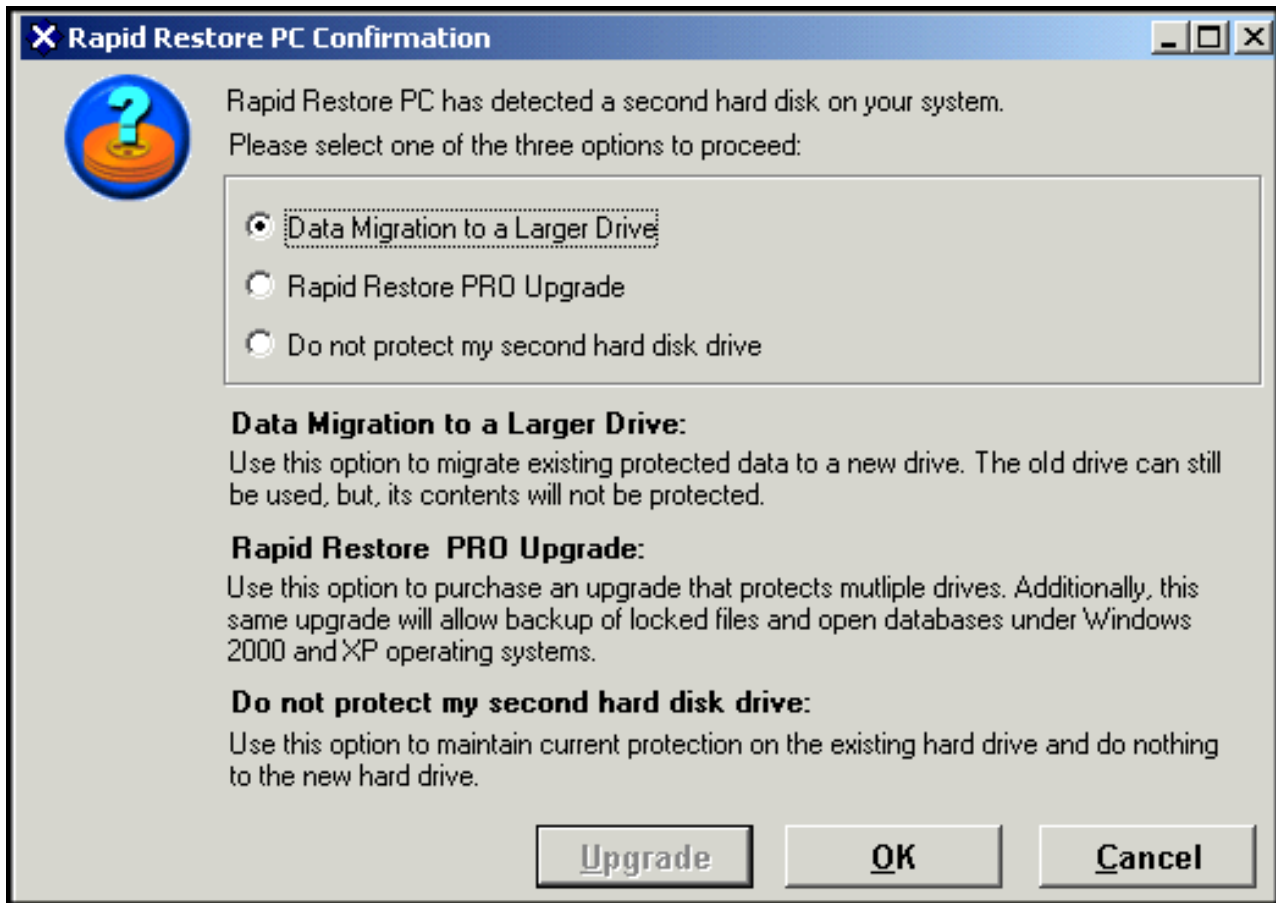 Rapid Restore PC Confirmation
Rapid Restore PC has detected a second hard disk on your system.
Please select one of the three options to proceed:
Data Migration to a Larger Drive
Rapid Restore PRO Upgrade
Do not protect my second hard disk drive
Data Migration to a Larger Drive:
Use this option to migrate existing protected data to a new drive. The old drive can still
be used, but, its contents will not be protected.
Rapid Restore PRO Upgrade:
Use this option to purchase an upgrade that protects mutliple drives. Additionally, this
same upgrade will allow backup of locked files and open databases under Windows
2000 and XP operating systems.
Do not protect my second hard disk drive:
Use this option to maintain current protection on the existing hard drive and do nothing
to the new hard drive.
Upgrade
OK
Cancel